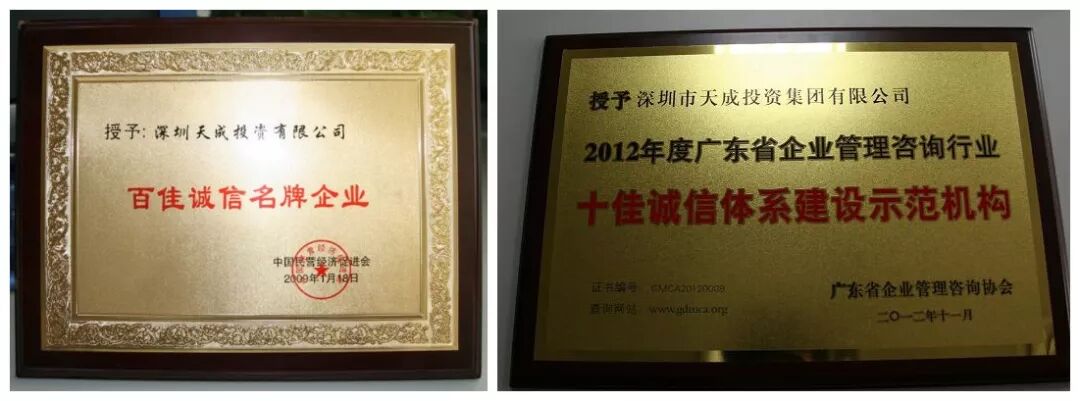 授予: 深圳天成投资有限公司
百佳诚信名牌企业
中国民营经济促进会
2009年1月18日
授予 深圳市天成投资集团有限公司
2012年度广东省企业管理咨询行业
十佳诚信体系建设示范机构
证书编号: GMCA20120009
查询网站: www.gdmca.org
广东省企业管理咨询协会
二〇一二年十一月